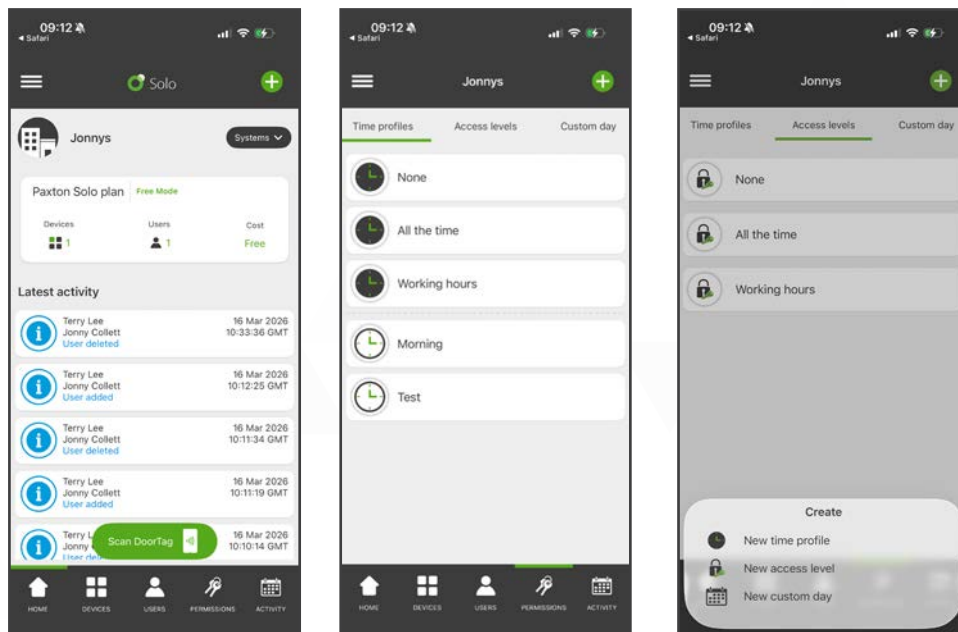 09:12
Safari
Solo
Jonnys
Systems
Paxton Solo plan
Free Mode
Devices
Users
Cost
1
1
Free
Latest activity
Terry Lee
16 Mar 2026
Jonny Collett
10:33:36 GMT
User deleted
Terry Lee
16 Mar 2026
Jonny Collett
10:12:25 GMT
User added
Terry Lee
16 Mar 2026
Jonny Collett
10:11:34 GMT
User deleted
Terry Lee
16 Mar 2026
Jonny Collett
10:11:19 GMT
User added
Terry
16 Mar 2026
Jonny
10:10:14 GMT
User
Scan DoorTag
HOME
DEVICES
USERS
PERMISSIONS
ACTIVITY
09:12
Safari
Jonnys
Time profiles
Access levels
Custom day
None
All the time
Working hours
Morning
Test
HOME
DEVICES
USERS
PERMISSIONS
ACTIVITY
09:12
Safari
Jonnys
Time profiles
Access levels
Custom day
None
All the time
Working hours
Create
New time profile
New access level
New custom day